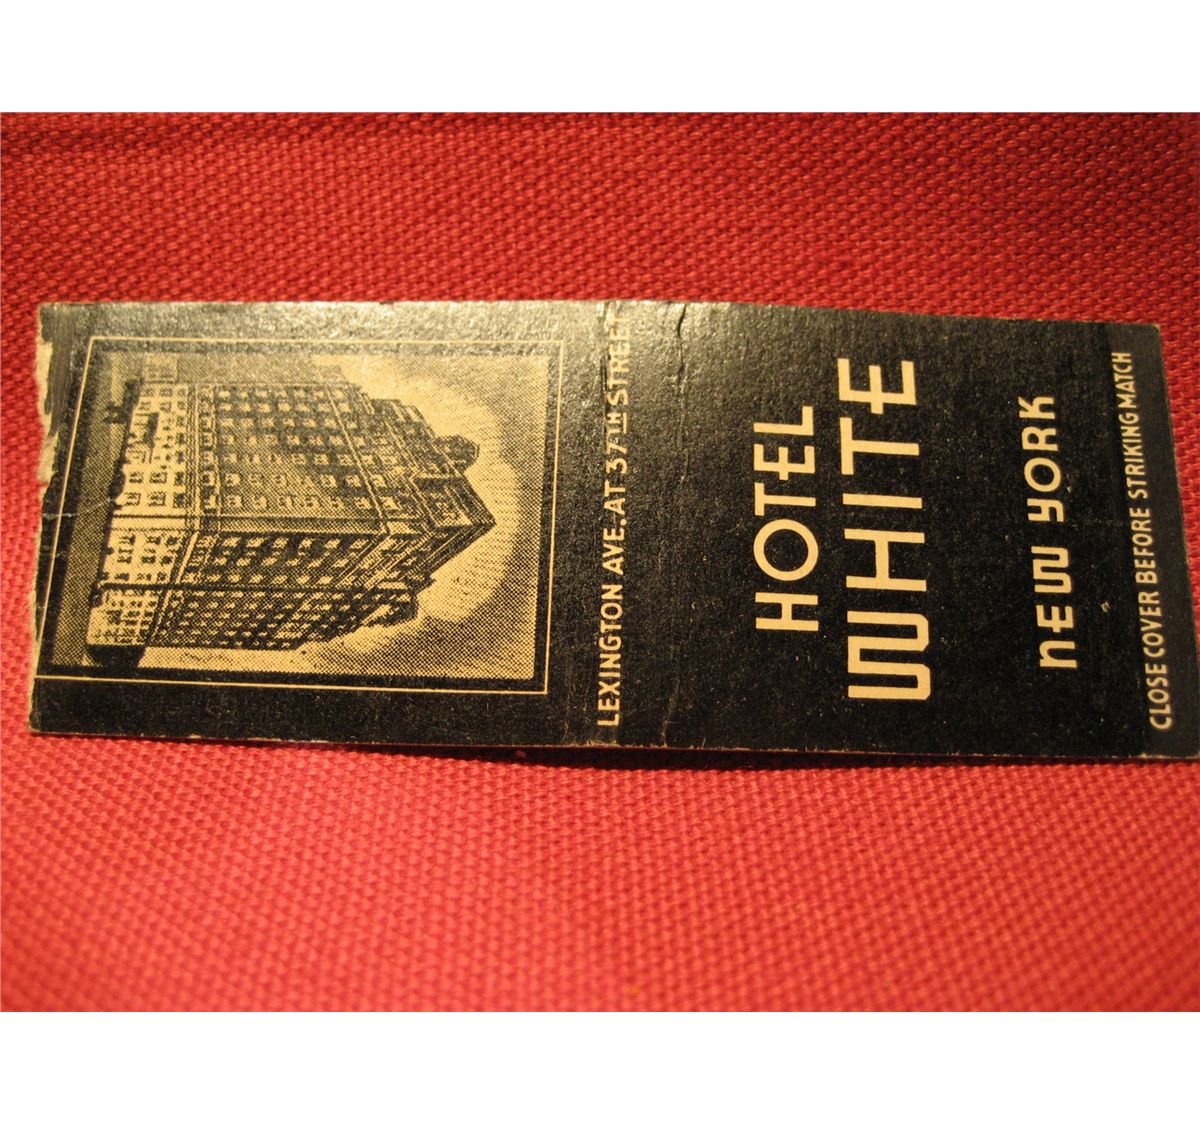 LEXINGTON AVE. AT 37TH STREET
HOTEL
WHITE
NEW YORK
CLOSE COVER BEFORE STRIKING MATCH